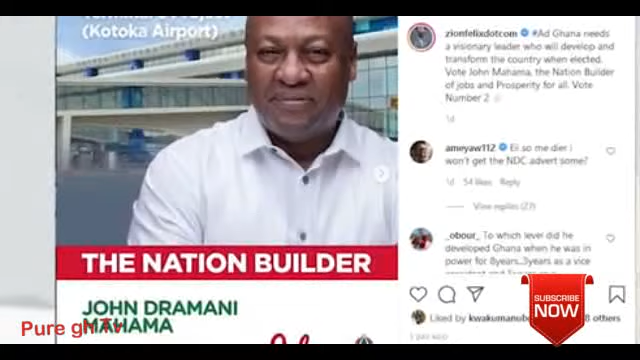 (Kotoka Airport)
THE NATION BUILDER
JOHN DRAMANI
MAHAMA
Pure gh Tv
zionfelixdotcom #Ad Ghana needs
a visionary leader who will develop and
transform the country when elected.
Vote John Mahama, the Nation Builder
of jobs and Prosperity for all. Vote
Number 2
1d
ameyaw112 Eii so me dier i
won't get the NDC advert some?
1d 54 likes Reply
View replies (27)
_obour_ To which level did he
developed Ghana when he was in
power for 8years..3years as a vice
Liked by
others
SUBSCRIBE
NOW